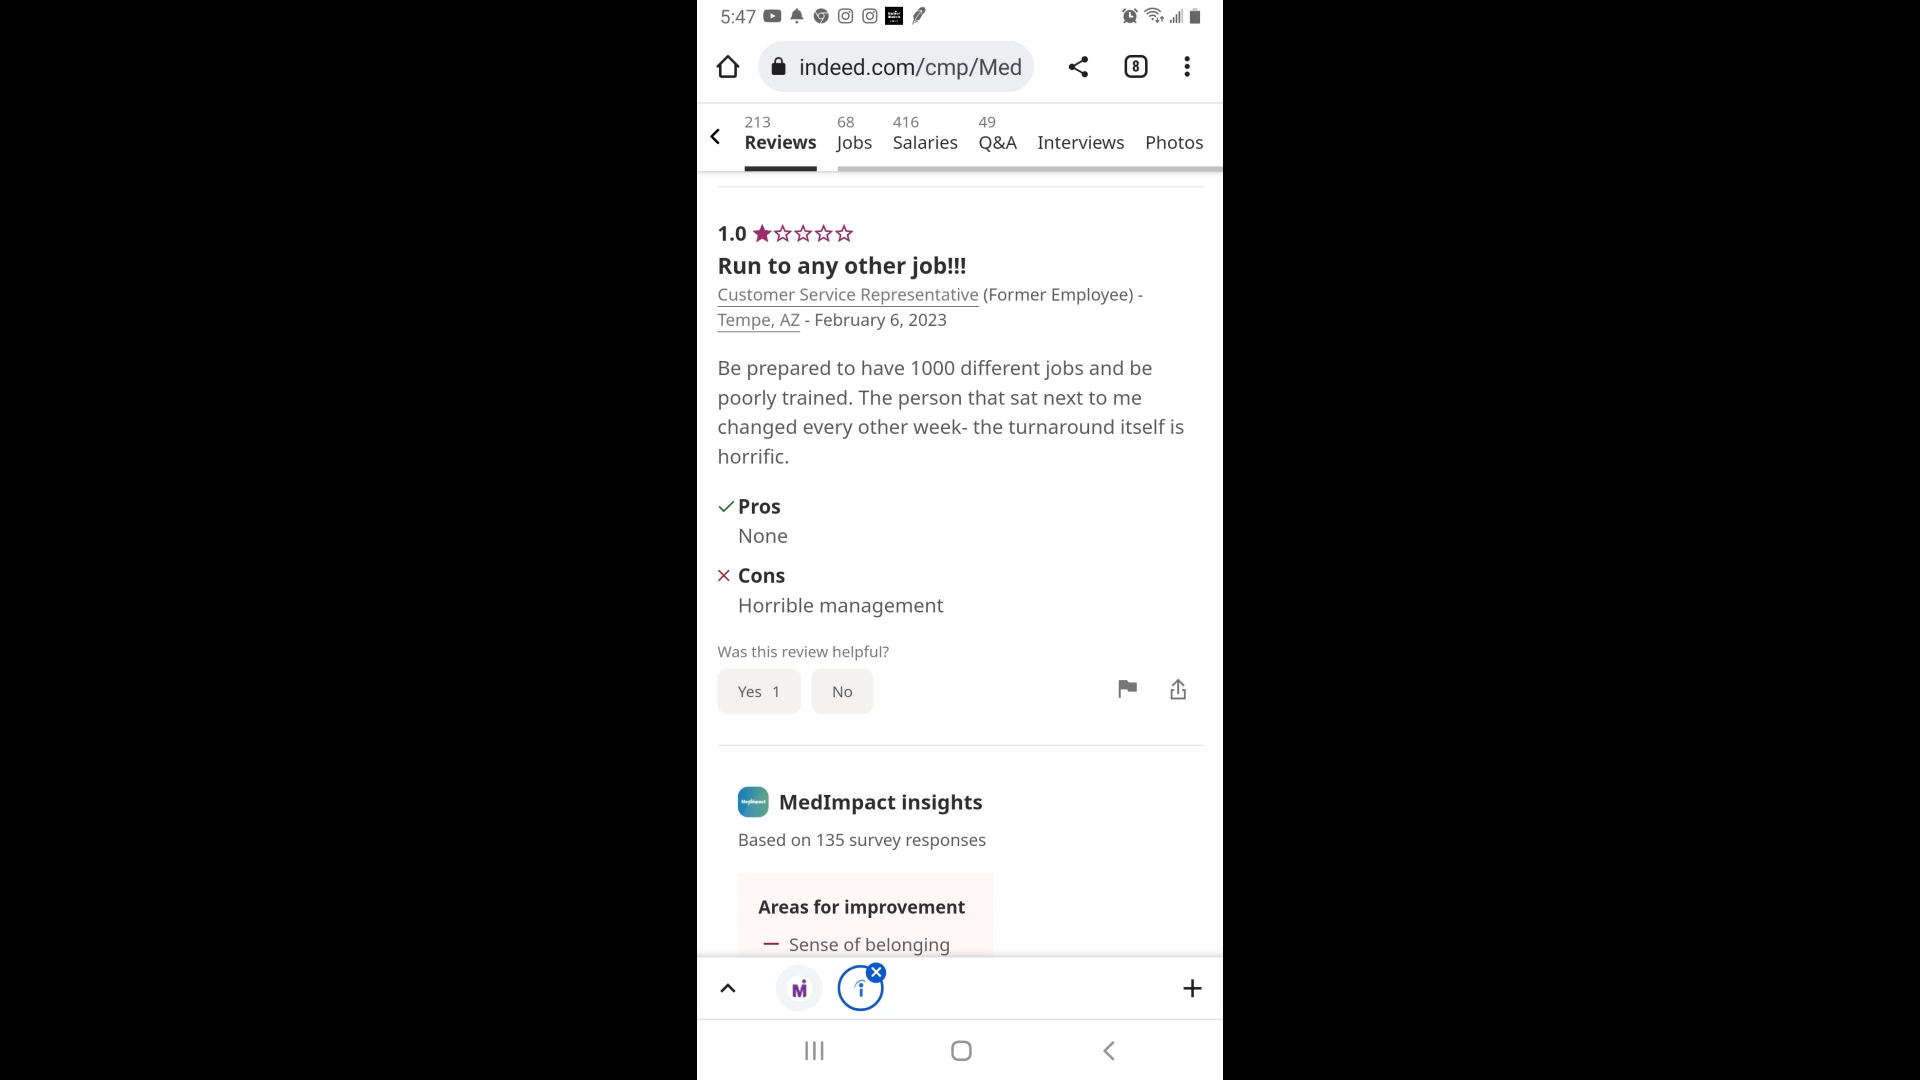 5:47
indeed.com/cmp/Med
8
213
Reviews
68
Jobs
416
Salaries
49
Q&A
Interviews
Photos
1.0
Run to any other job!!!
Customer Service Representative (Former Employee) -
Tempe, AZ - February 6, 2023
Be prepared to have 1000 different jobs and be
poorly trained. The person that sat next to me
changed every other week- the turnaround itself is
horrific.
Pros
None
Cons
Horrible management
Was this review helpful?
Yes 1
No
MedImpact
MedImpact insights
Based on 135 survey responses
Areas for improvement
Sense of belonging